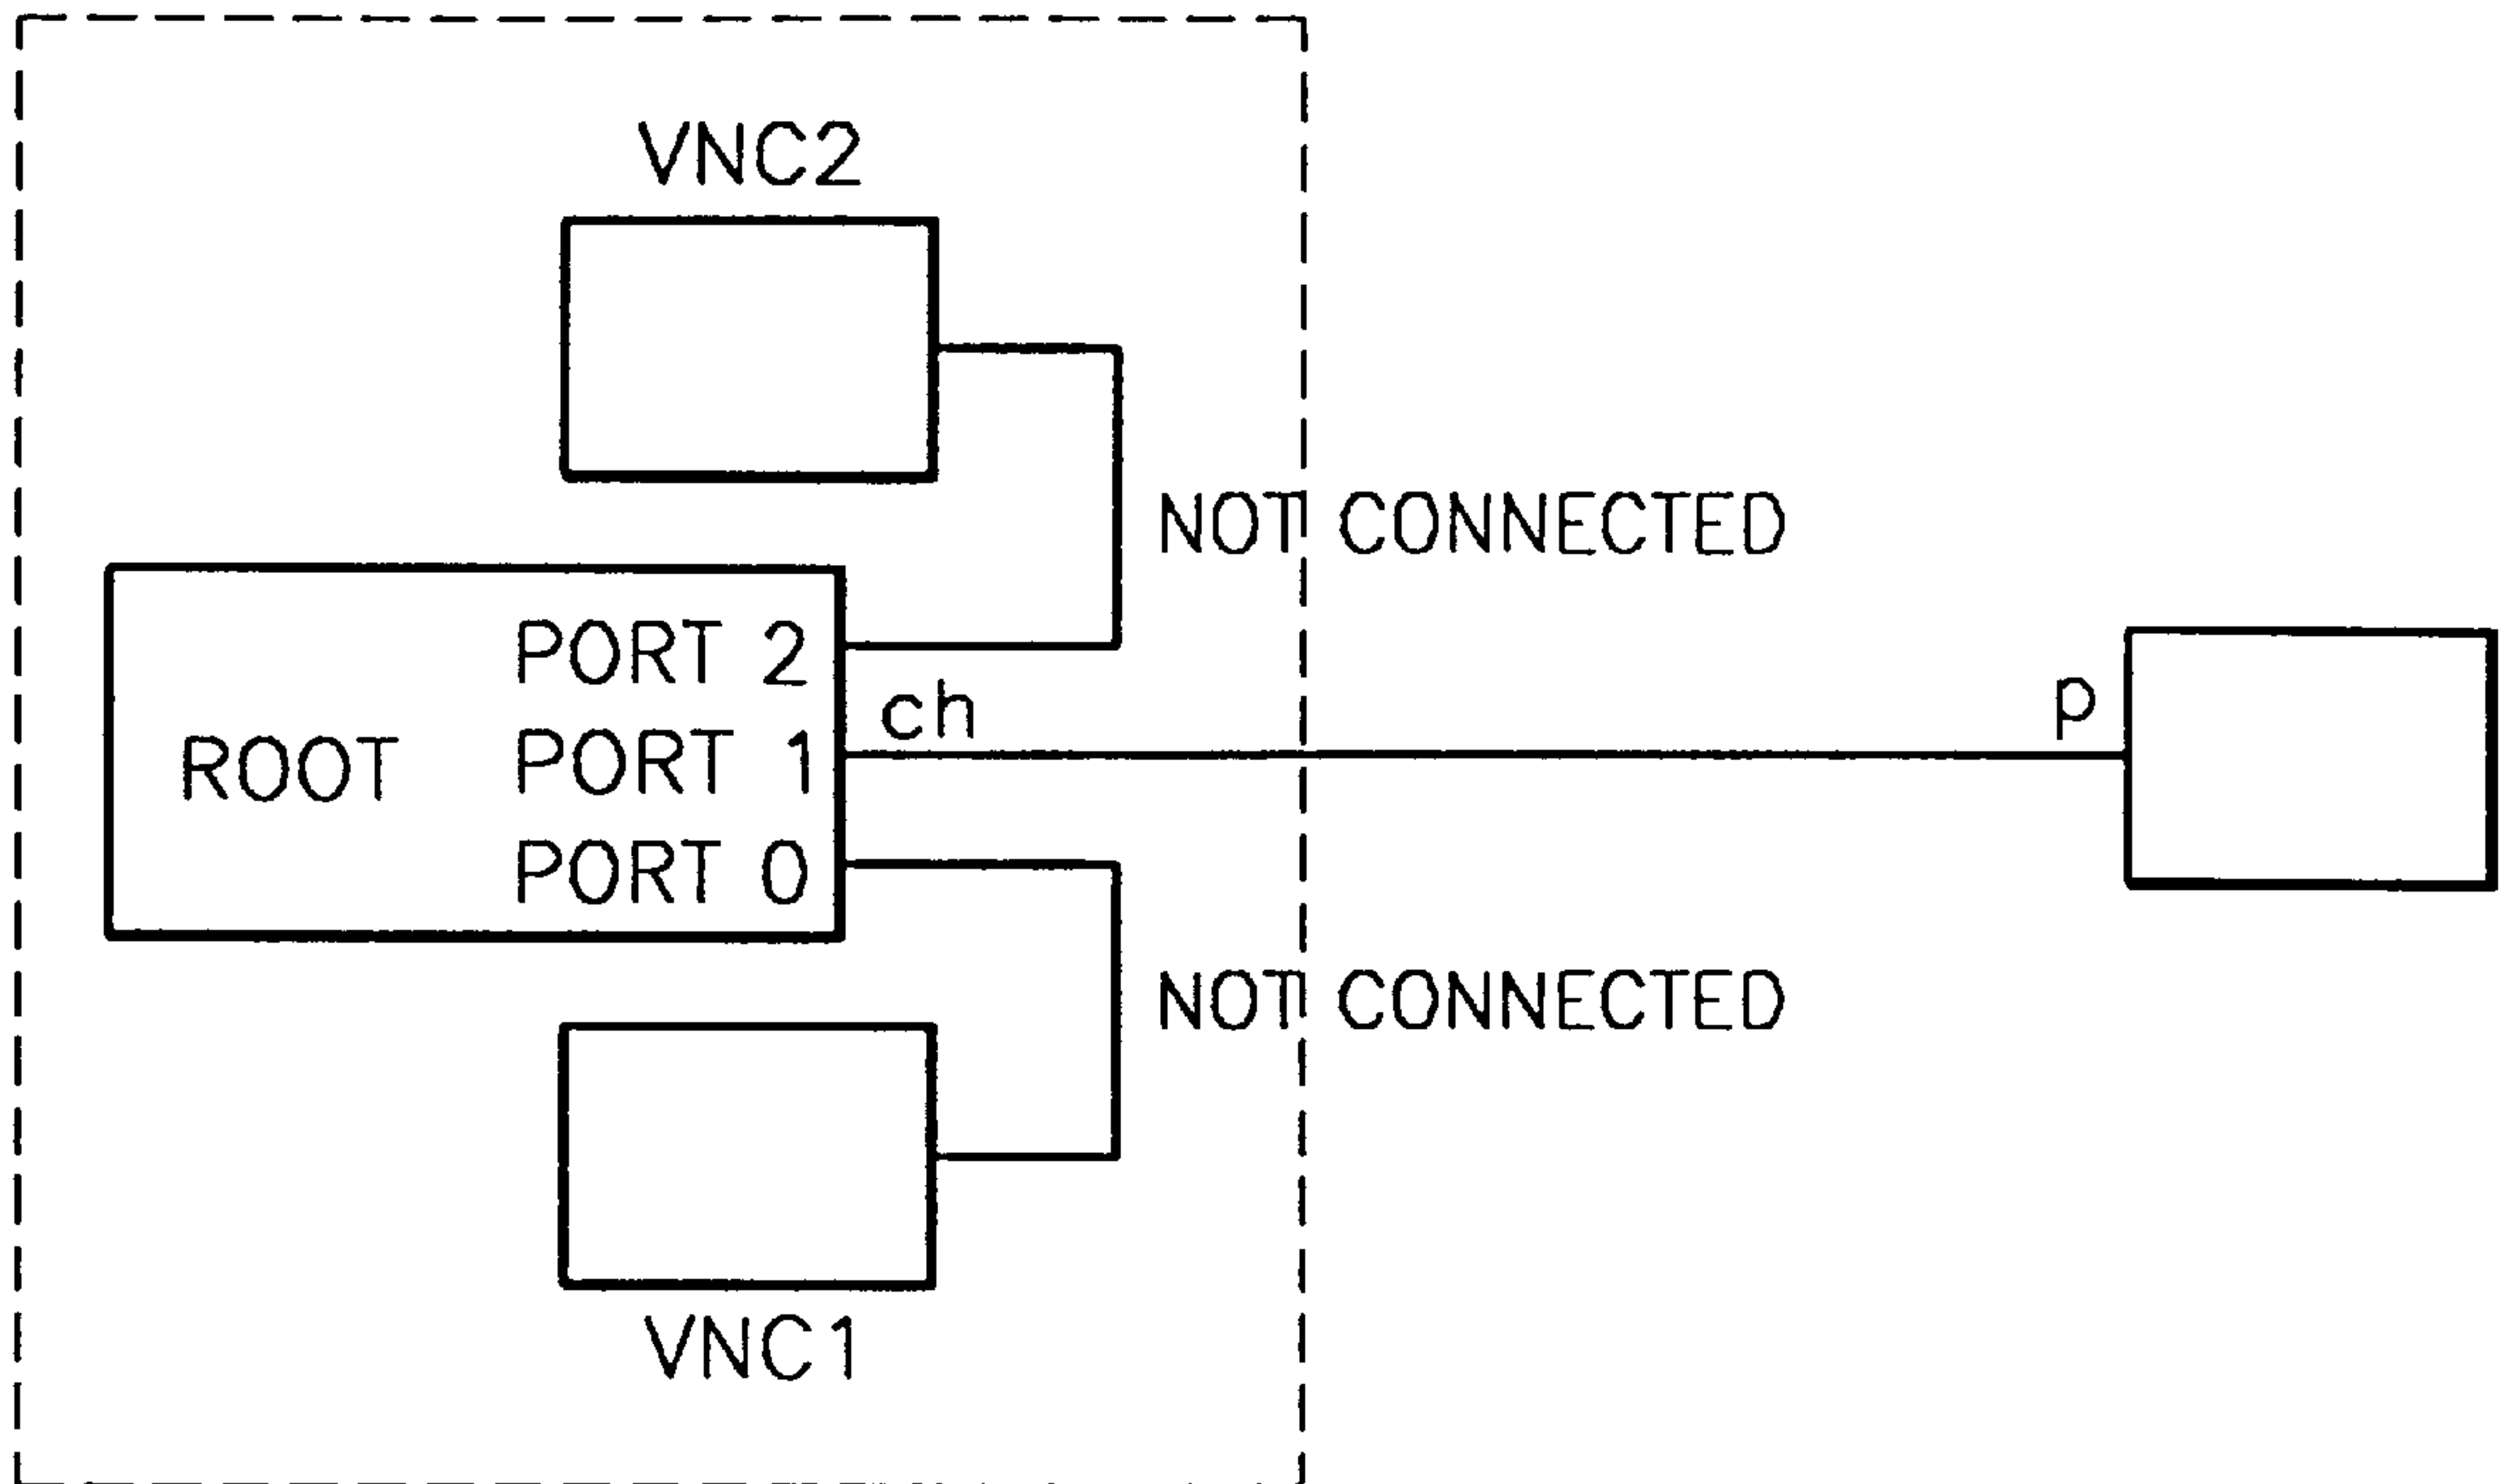 VNC2
NOT CONNECTED
PORT 2
ch
p
ROOT
PORT 1
PORT 0
NOT CONNECTED
VNC1